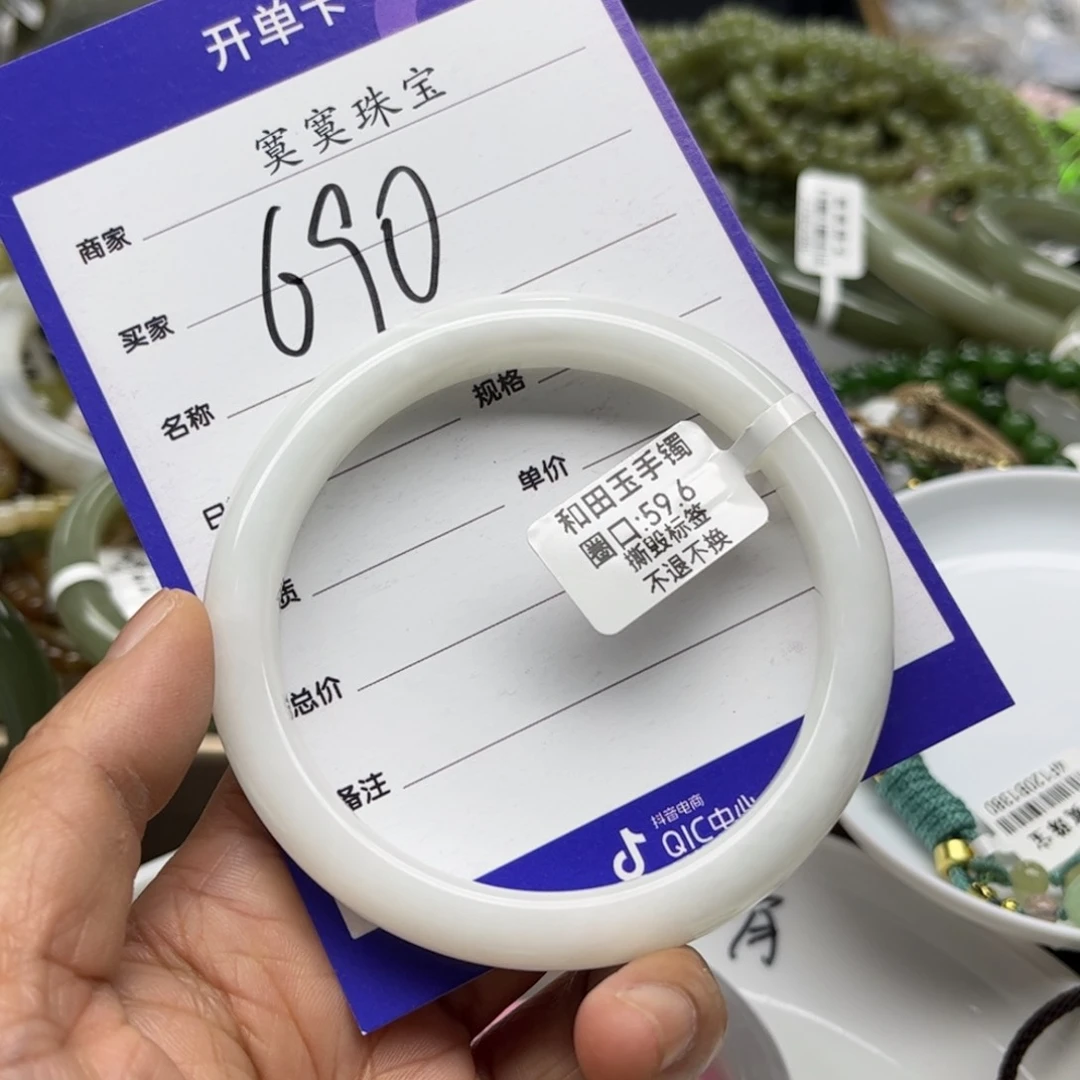 开单卡
寞寞珠宝
商家
690
买家
名称
规格
单价
和田玉手镯
圈口:59.6
撕毁标签
不退不换
总价
备注
抖音电商
QIC中心
4F120B1380